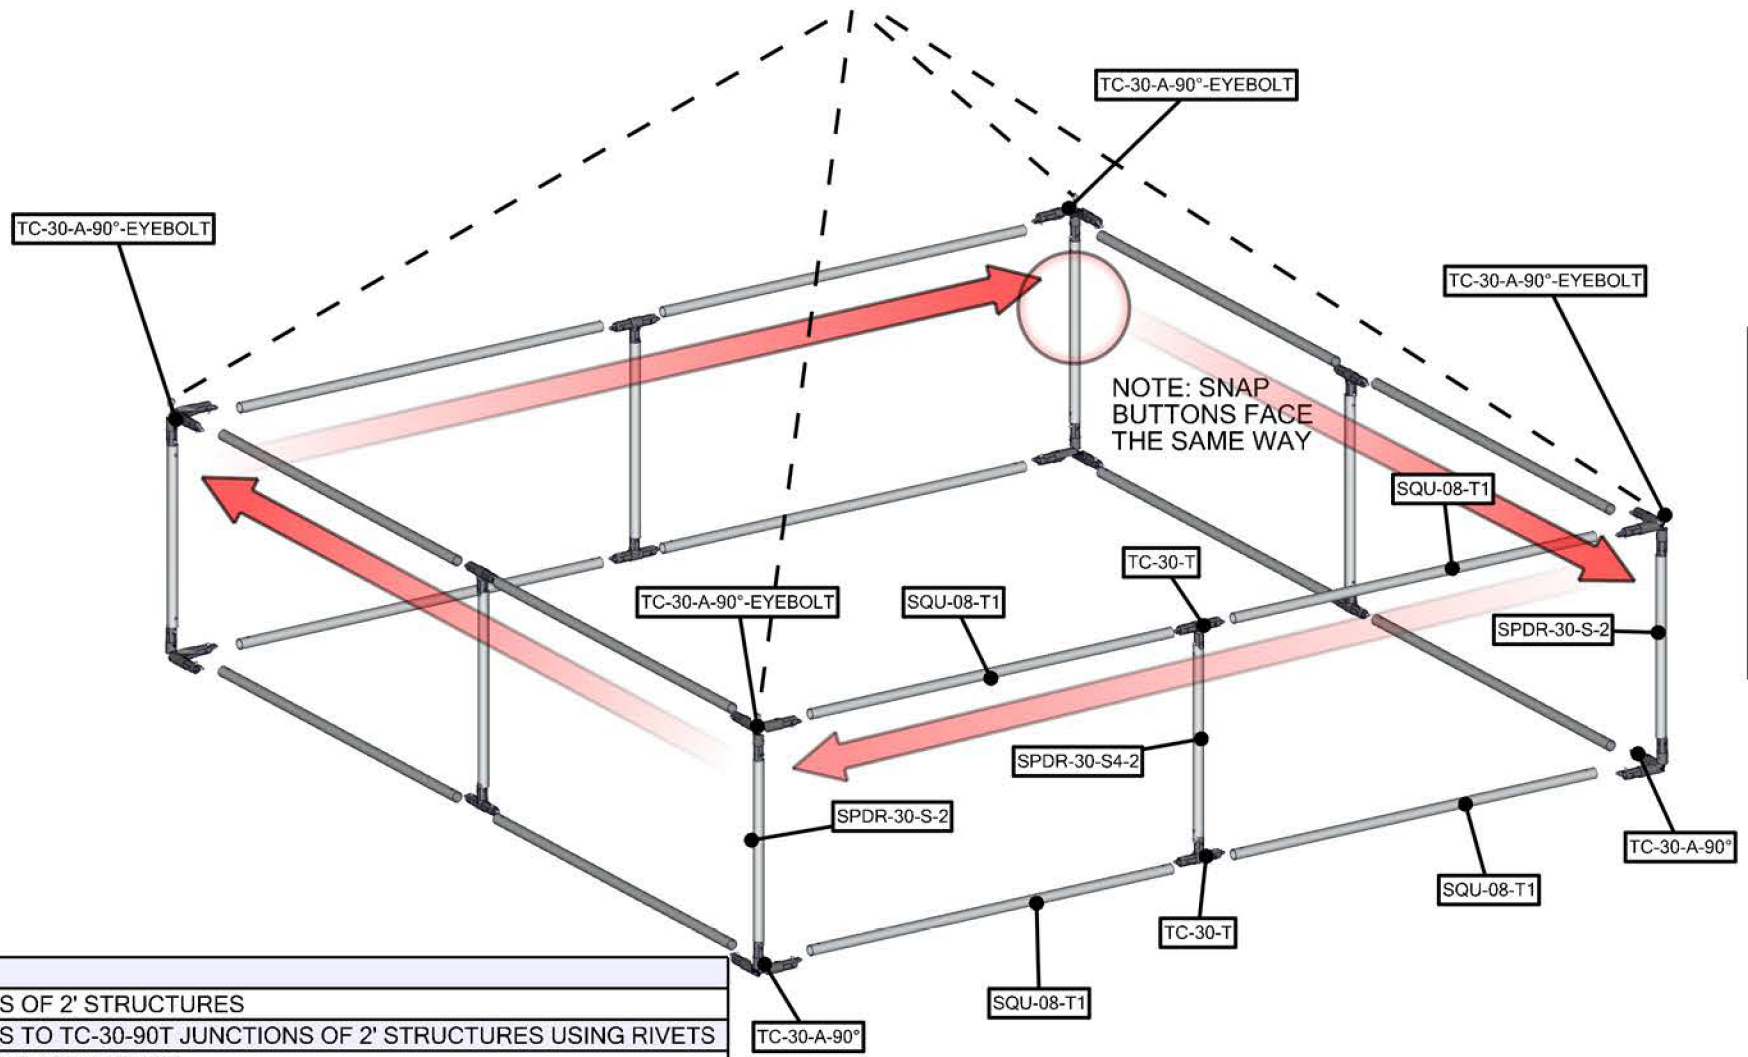 TC-30-A-90°-EYEBOLT
TC-30-A-90°-EYEBOLT
TC-30-A-90°-EYEBOLT
NOTE: SNAP
BUTTONS FACE
THE SAME WAY
SQU-08-T1
TC-30-T
TC-30-A-90°-EYEBOLT
SQU-08-T1
SPDR-30-S-2
SPDR-30-S4-2
SPDR-30-S-2
TC-30-A-90°
SQU-08-T1
TC-30-T
SQU-08-T1
TC-30-A-90°
S OF 2' STRUCTURES
S TO TC-30-90T JUNCTIONS OF 2' STRUCTURES USING RIVETS